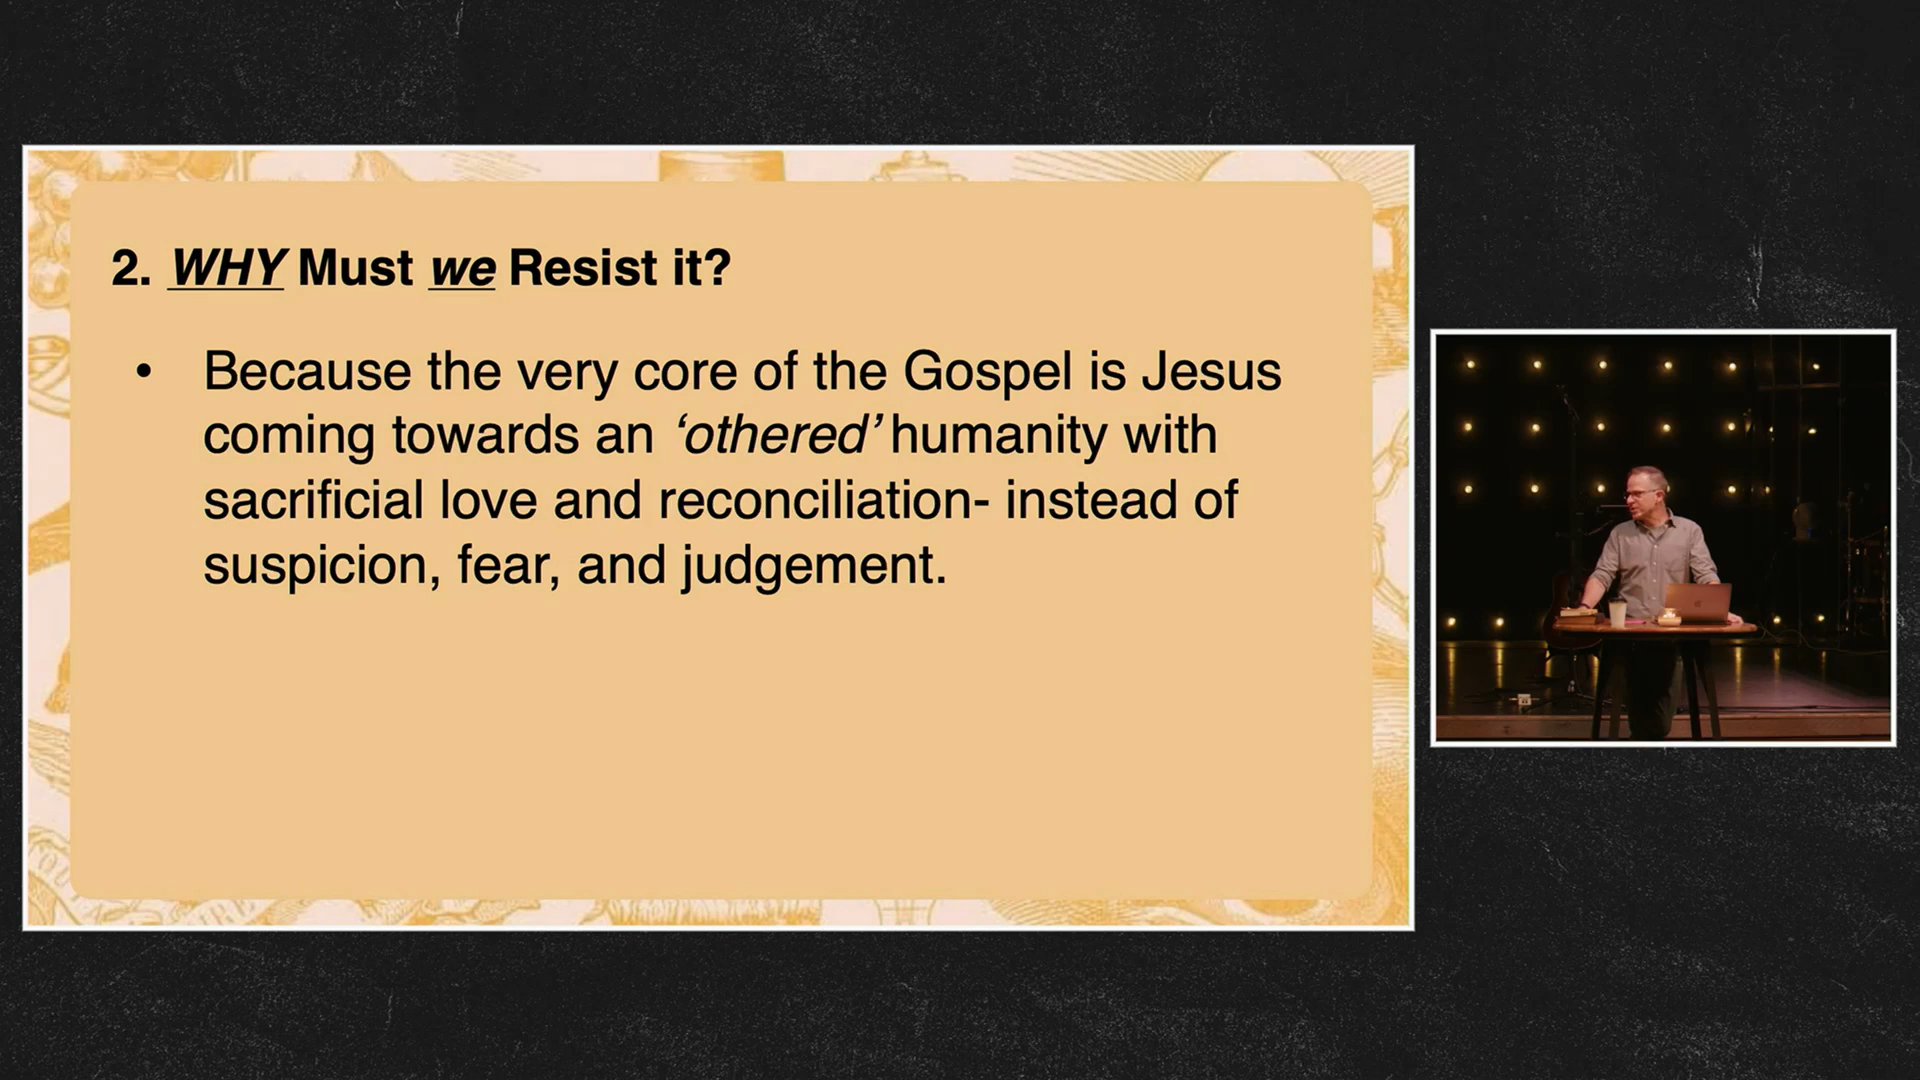 2. WHY Must we Resist it?
• Because the very core of the Gospel is Jesus
coming towards an ‘othered’ humanity with
sacrificial love and reconciliation- instead of
suspicion, fear, and judgement.